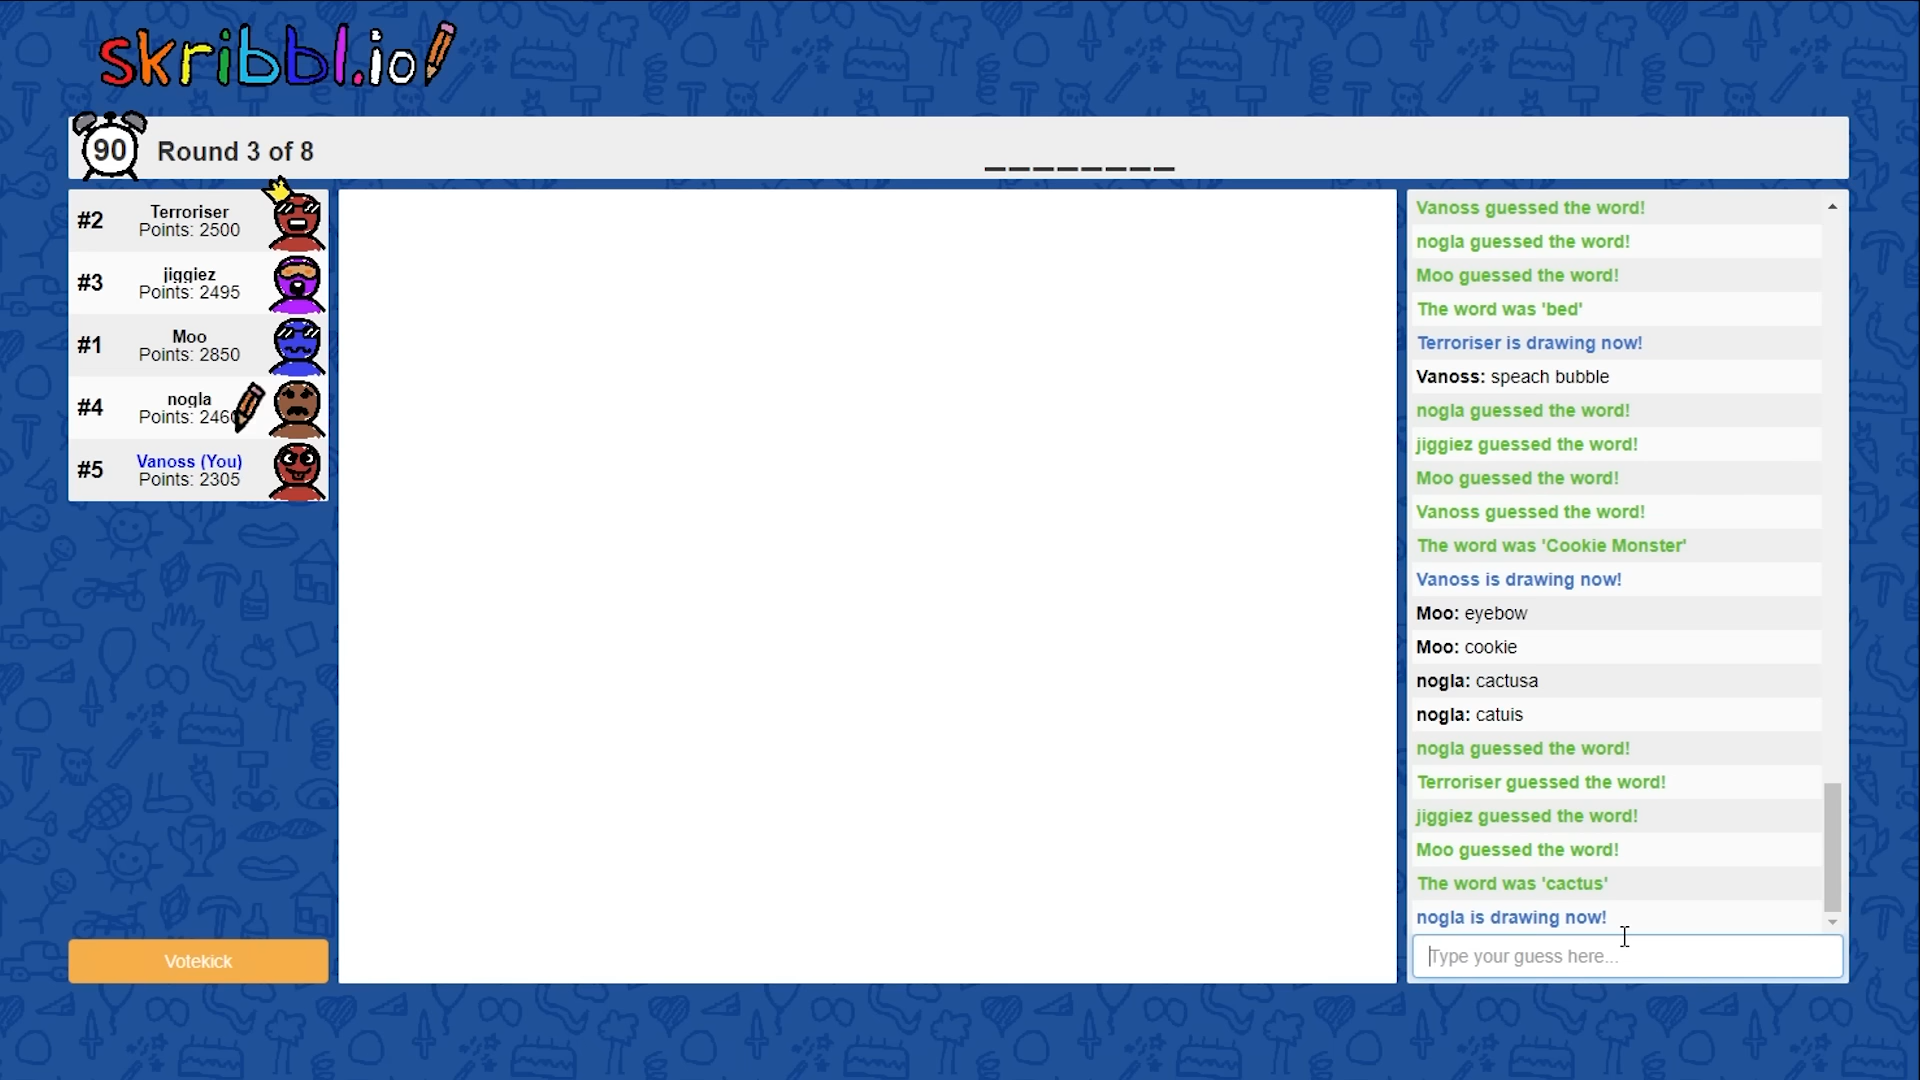 skribbl.io
90
Round 3 of 8
________
#2
Terroriser
Points: 2500
#3
jiggiez
Points: 2495
#1
Moo
Points: 2850
#4
nogla
Points: 2460
#5
Vanoss (You)
Points: 2305
Votekick
Vanoss guessed the word!
nogla guessed the word!
Moo guessed the word!
The word was 'bed'
Terroriser is drawing now!
Vanoss: speach bubble
nogla guessed the word!
jiggiez guessed the word!
Moo guessed the word!
Vanoss guessed the word!
The word was 'Cookie Monster'
Vanoss is drawing now!
Moo: eyebow
Moo: cookie
nogla: cactusa
nogla: catuis
nogla guessed the word!
Terroriser guessed the word!
jiggiez guessed the word!
Moo guessed the word!
The word was 'cactus'
nogla is drawing now!
Type your guess here...